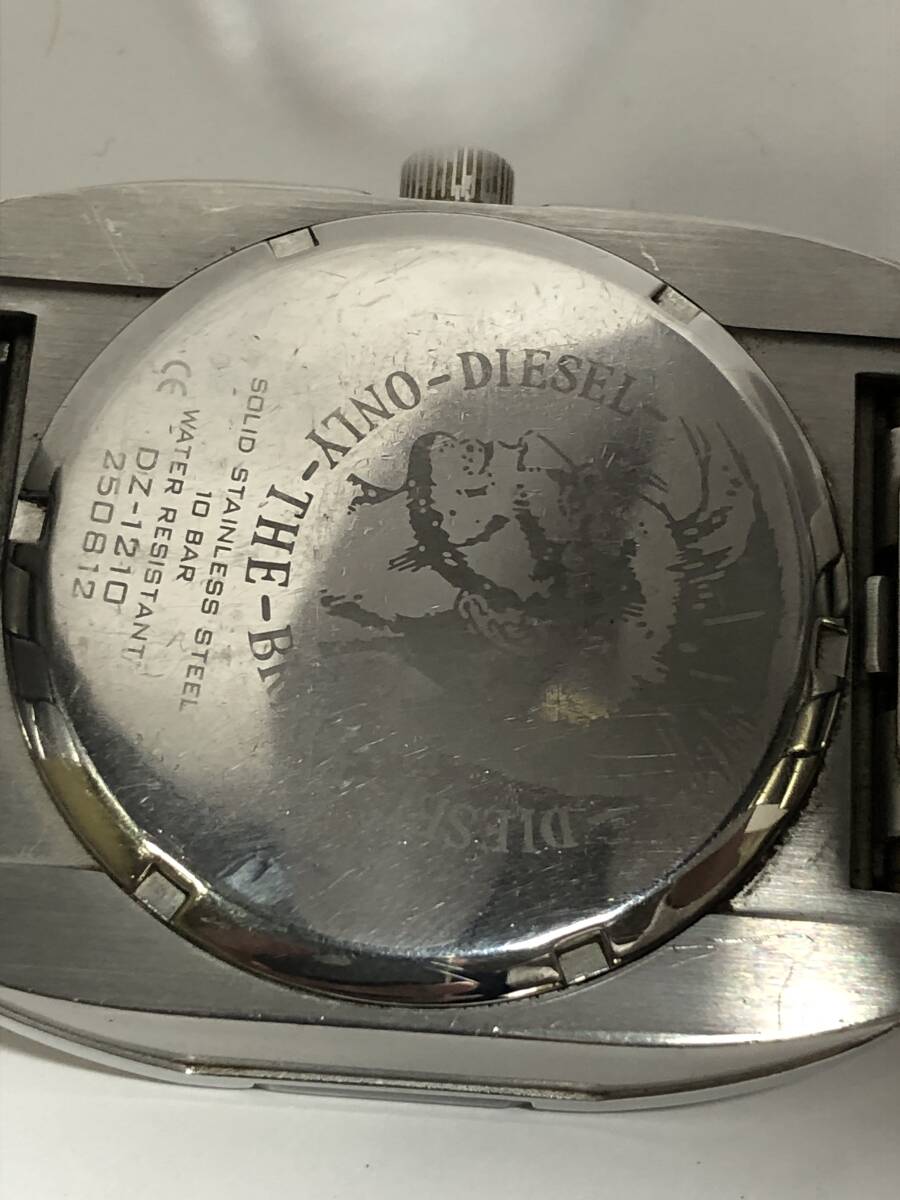 SOLID STAINLESS STEEL
10 BAR
WATER RESISTANT
DZ-1210
250812
CE
ONLY-DIESEL-
-THE-